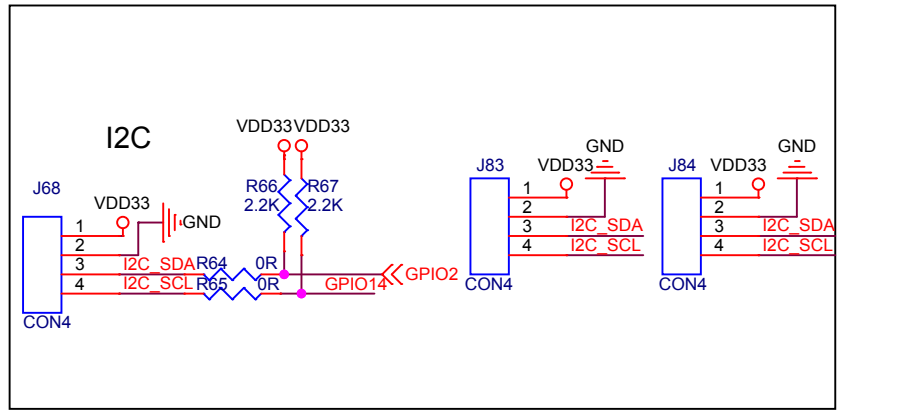 I2C
VDD33 VDD33
J68
VDD33
1
2
3
4
GND
I2C_SDA
I2C_SCL
R64
0R
R65
0R
R66
2.2K
R67
2.2K
GPIO2
GPIO14
CON4
J83
VDD33
GND
1
2
3
4
I2C_SDA
I2C_SCL
CON4
J84
VDD33
GND
1
2
3
4
I2C_SDA
I2C_SCL
CON4